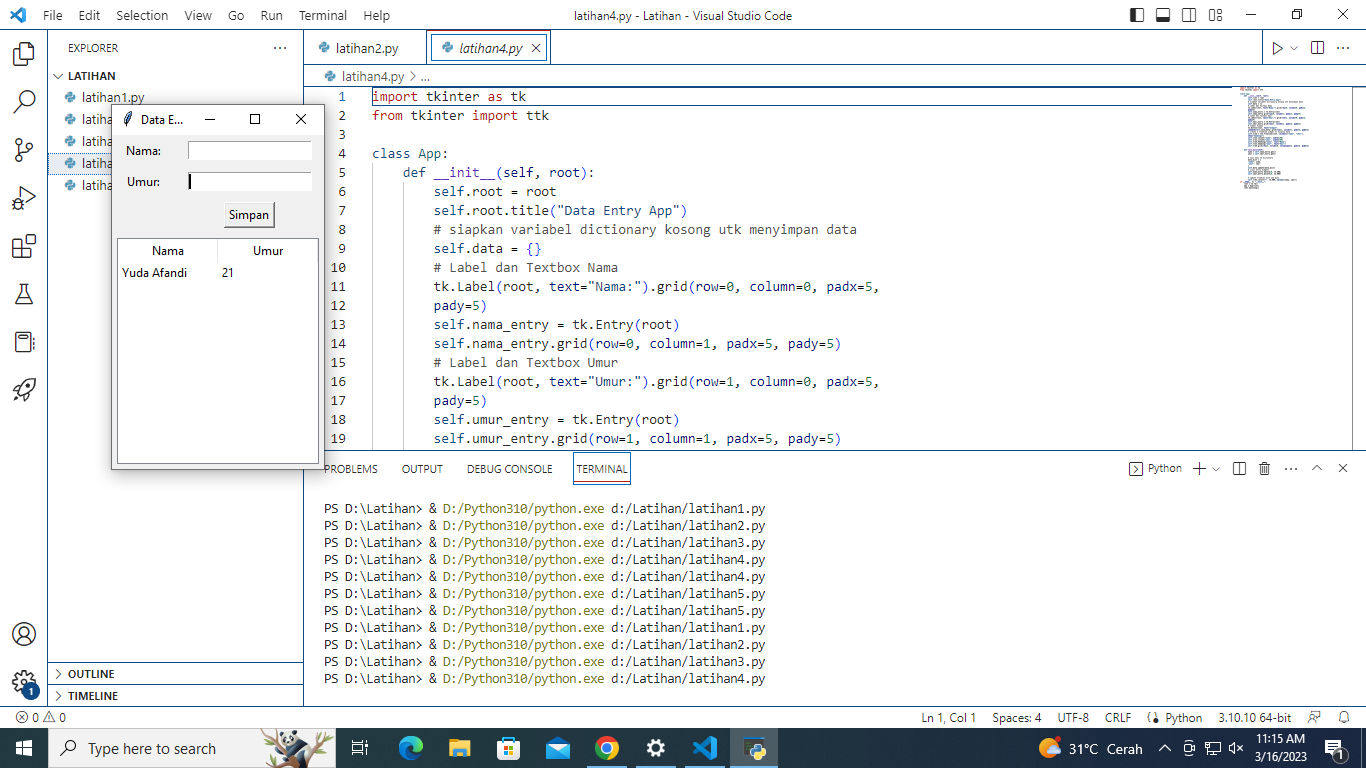 File Edit Selection View Go Run Terminal Help latihan4.py - Latihan - Visual Studio Code
EXPLORER
LATIHAN
latihan1.py
latiha
latiha
latiha
latiha
OUTLINE
TIMELINE
Data E...
Nama:
Umur:
Simpan
Nama Umur
Yuda Afandi 21
latihan2.py latihan4.py
latihan4.py > ...
1 import tkinter as tk
2 from tkinter import ttk
3
4 class App:
5 def __init__(self, root):
6 self.root = root
7 self.root.title("Data Entry App")
8 # siapkan variabel dictionary kosong utk menyimpan data
9 self.data = {}
10 # Label dan Textbox Nama
11 tk.Label(root, text="Nama:").grid(row=0, column=0, padx=5,
12 pady=5)
13 self.nama_entry = tk.Entry(root)
14 self.nama_entry.grid(row=0, column=1, padx=5, pady=5)
15 # Label dan Textbox Umur
16 tk.Label(root, text="Umur:").grid(row=1, column=0, padx=5,
17 pady=5)
18 self.umur_entry = tk.Entry(root)
19 self.umur_entry.grid(row=1, column=1, padx=5, pady=5)
PROBLEMS OUTPUT DEBUG CONSOLE TERMINAL Python
PS D:\Latihan> & D:/Python310/python.exe d:/Latihan/latihan1.py
PS D:\Latihan> & D:/Python310/python.exe d:/Latihan/latihan2.py
PS D:\Latihan> & D:/Python310/python.exe d:/Latihan/latihan3.py
PS D:\Latihan> & D:/Python310/python.exe d:/Latihan/latihan4.py
PS D:\Latihan> & D:/Python310/python.exe d:/Latihan/latihan4.py
PS D:\Latihan> & D:/Python310/python.exe d:/Latihan/latihan5.py
PS D:\Latihan> & D:/Python310/python.exe d:/Latihan/latihan5.py
PS D:\Latihan> & D:/Python310/python.exe d:/Latihan/latihan1.py
PS D:\Latihan> & D:/Python310/python.exe d:/Latihan/latihan2.py
PS D:\Latihan> & D:/Python310/python.exe d:/Latihan/latihan3.py
PS D:\Latihan> & D:/Python310/python.exe d:/Latihan/latihan4.py
1
0 0 Ln 1, Col 1 Spaces: 4 UTF-8 CRLF Python 3.10.10 64-bit
Type here to search 31°C Cerah 11:15 AM
3/16/2023
1